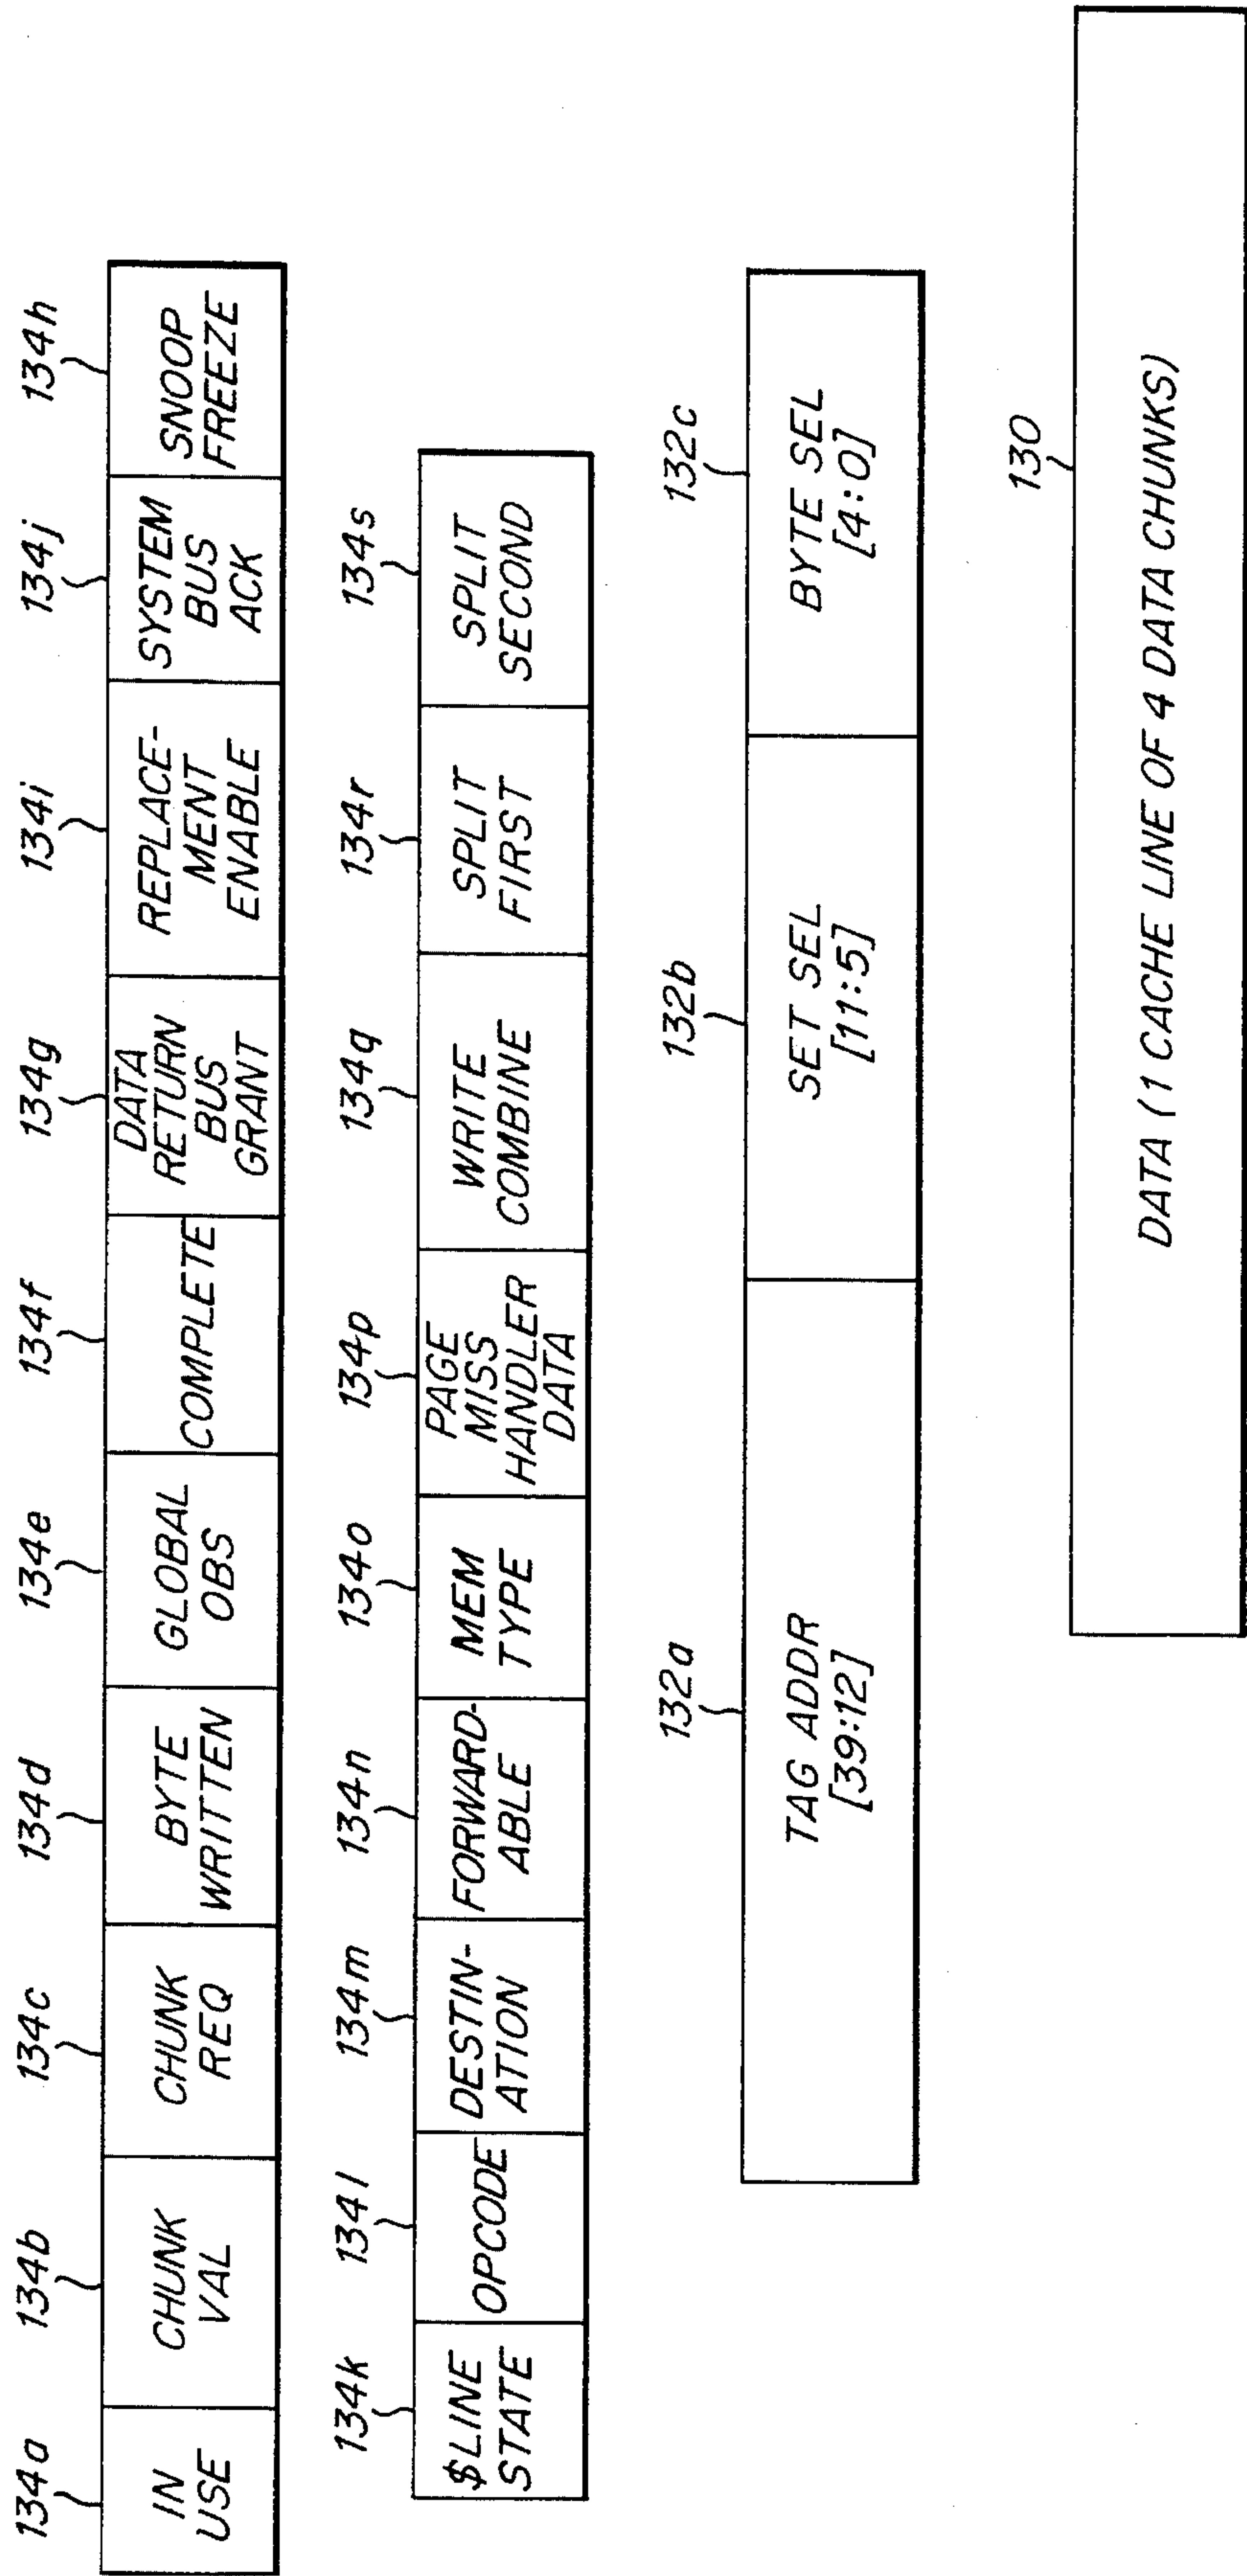 134a 134b 134c 134d 134e 134f 134g 134i 134j 134h
IN
USE
CHUNK
VAL
CHUNK
REQ
BYTE
WRITTEN
GLOBAL
OBS
COMPLETE
DATA
RETURN
BUS
GRANT
REPLACE-
MENT
ENABLE
SYSTEM
BUS
ACK
SNOOP
FREEZE
134k 134l 134m 134n 134o 134p 134q 134r 134s
$LINE
STATE
OPCODE
DESTIN-
ATION
FORWARD-
ABLE
MEM
TYPE
PAGE
MISS
HANDLER
DATA
WRITE
COMBINE
SPLIT
FIRST
SPLIT
SECOND
132a 132b 132c
TAG ADDR
[39:12]
SET SEL
[11:5]
BYTE SEL
[4:0]
130
DATA (1 CACHE LINE OF 4 DATA CHUNKS)